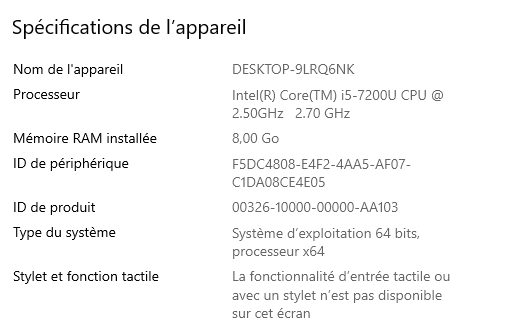 Spécifications de l’appareil
Nom de l'appareil DESKTOP-9LRQ6NK
Processeur Intel(R) Core(TM) i5-7200U CPU @
2.50GHz 2.70 GHz
Mémoire RAM installée 8,00 Go
ID de périphérique F5DC4808-E4F2-4AA5-AF07-
C1DA08CE4E05
ID de produit 00326-10000-00000-AA103
Type du système Système d’exploitation 64 bits,
processeur x64
Stylet et fonction tactile La fonctionnalité d’entrée tactile ou
avec un stylet n’est pas disponible
sur cet écran